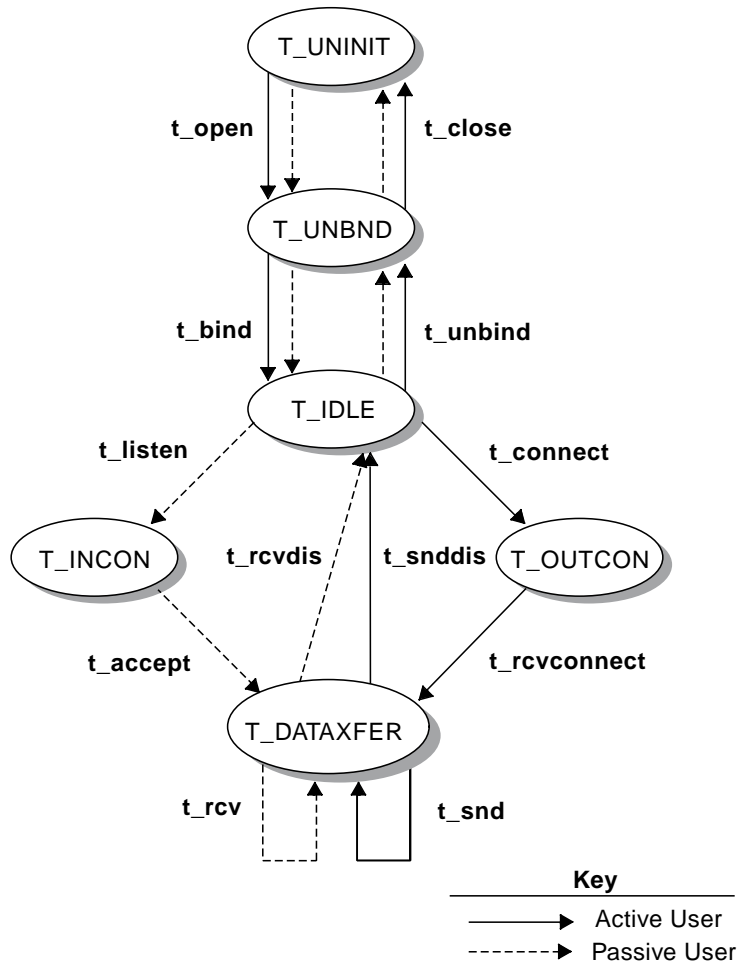 T_UNINIT
t_open
t_close
T_UNBND
t_bind
t_unbind
T_IDLE
t_listen
t_connect
T_INCON
t_rcvdis
t_snddis
T_OUTCON
t_accept
t_rcvconnect
T_DATAXFER
t_rcv
t_snd
Key
Active User
Passive User